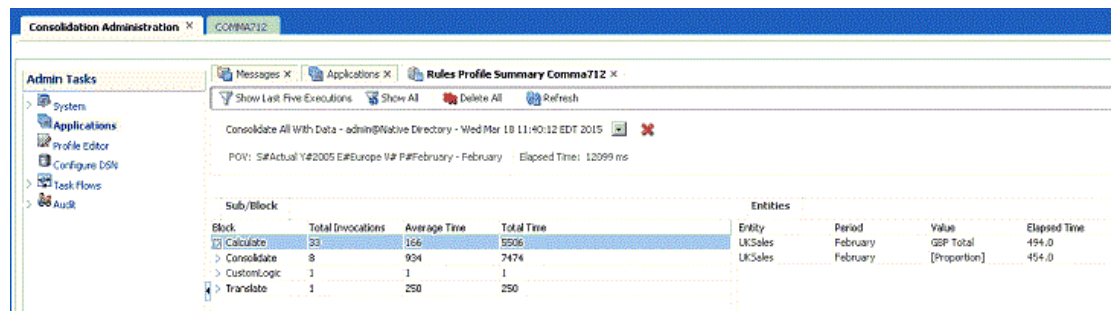 Consolidation Administration × COMMA712
Admin Tasks
System
Applications
Profile Editor
Configure DSN
Task Flows
Audit
Messages × Applications × Rules Profile Summary Comma712 ×
Show Last Five Executions Show All Delete All Refresh
Consolidate All With Data - admin@Native Directory - Wed Mar 18 11:40:12 EDT 2015
POV: S#Actual Y#2005 E#Europe V# P#February - February Elapsed Time: 12099 ms
Sub/Block Entities
Block Total Invocations Average Time Total Time Entity Period Value Elapsed Time
Calculate 33 166 5506 UKSales February GBP Total 494.0
Consolidate 8 934 7474 UKSales February [Proportion] 454.0
CustomLogic 1 1 1
Translate 1 250 250